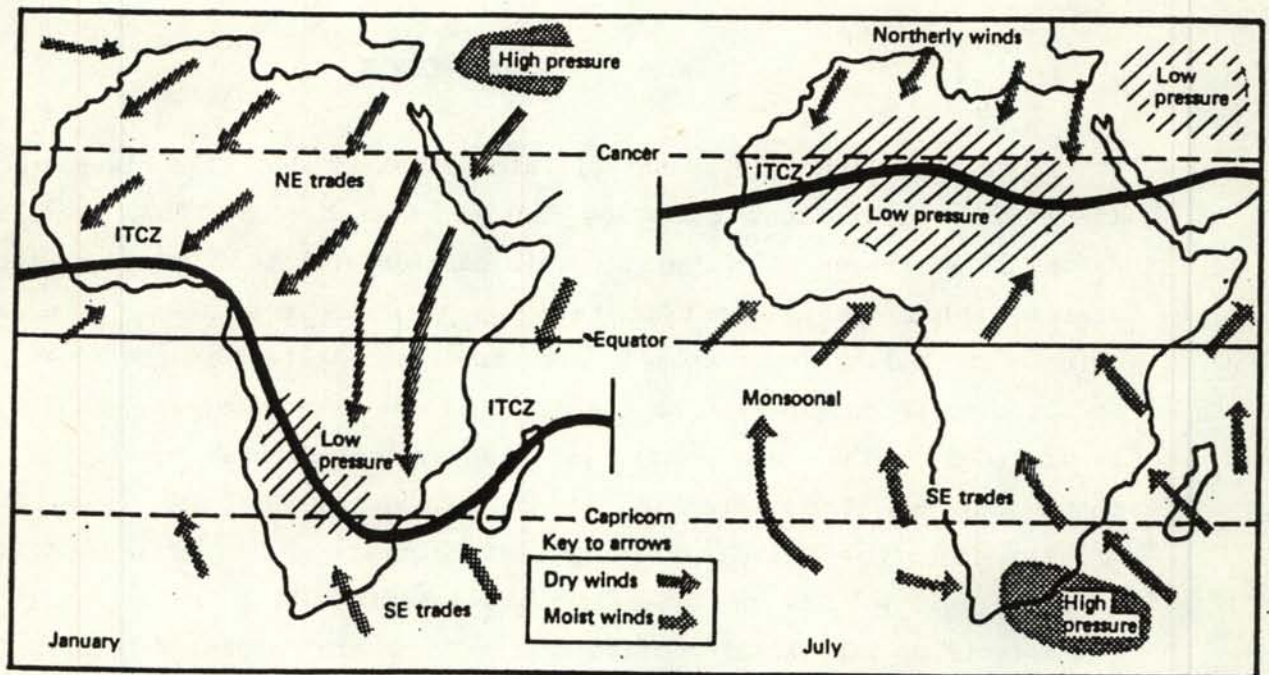 High pressure
NE trades
ITCZ
Low
pressure
ITCZ
SE trades
January
Cancer
Equator
Capricorn
Key to arrows
Dry winds
Moist winds
Northerly winds
Low
pressure
ITCZ
Low pressure
Monsoonal
SE trades
High
pressure
July